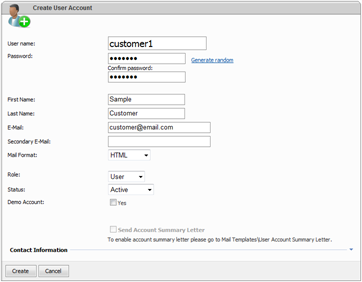 Create User Account
User name: customer1
Password: •••••••  Generate random
Confirm password:
•••••••
First Name: Sample
Last Name: Customer
E-Mail: customer@email.com
Secondary E-Mail:
Mail Format: HTML
Role: User
Status: Active
Demo Account: Yes
Send Account Summary Letter
To enable account summary letter please go to Mail Templates\User Account Summary Letter.
Contact Information
Create Cancel